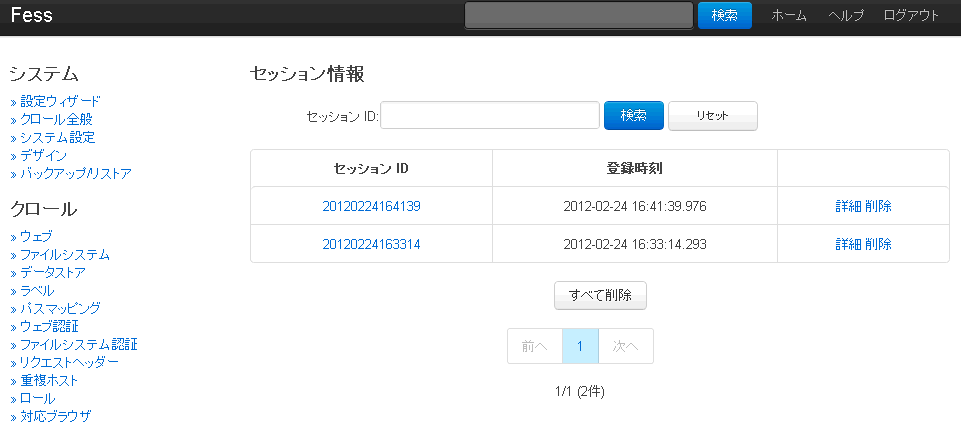 Fess
検索 ホーム ヘルプ ログアウト
システム
» 設定ウィザード
» クロール全般
» システム設定
» デザイン
» バックアップ/リストア
クロール
» ウェブ
» ファイルシステム
» データストア
» ラベル
» パスマッピング
» ウェブ認証
» ファイルシステム認証
» リクエストヘッダー
» 重複ホスト
» ロール
» 対応ブラウザ
セッション情報
セッション ID: 検索 リセット
セッション ID 登録時刻
20120224164139 2012-02-24 16:41:39.976 詳細 削除
20120224163314 2012-02-24 16:33:14.293 詳細 削除
すべて削除
前へ 1 次へ
1/1 (2件)